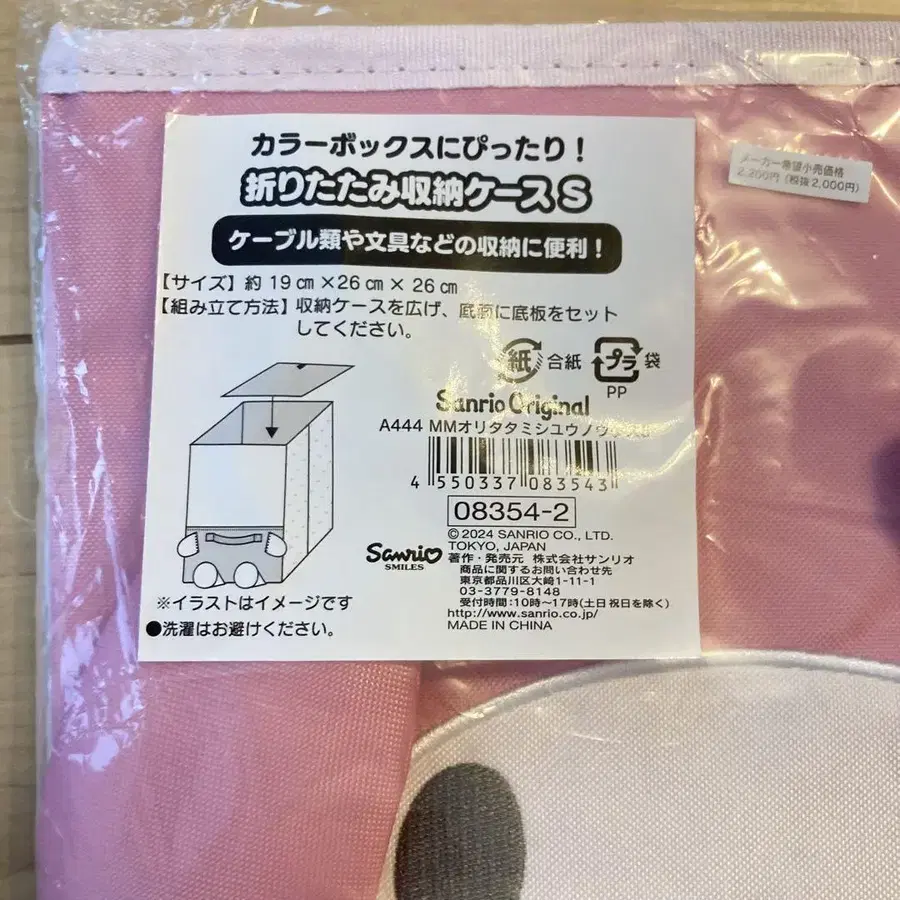 カラーボックスにぴったり！
折りたたみ収納ケースS
ケーブル類や文具などの収納に便利！
メーカー希望小売価格
2,200円（税抜2,000円）
【サイズ】約19㎝×26㎝×26㎝
【組み立て方法】収納ケースを広げ、底面に底板をセット
してください。
紙 合紙 プラ 袋
PP
Sanrio Original
A444 MMオリタタミシユウノウ
4 550337 083543
08354-2
©2024 SANRIO CO., LTD.
TOKYO, JAPAN
著作・発売元 株式会社サンリオ
商品に関するお問い合わせ先
東京都品川区大崎1-11-1
03-3779-8148
受付時間：10時～17時(土日祝日を除く)
http://www.sanrio.co.jp/
MADE IN CHINA
Sanrio
SMILES
※イラストはイメージです
●洗濯はお避けください。